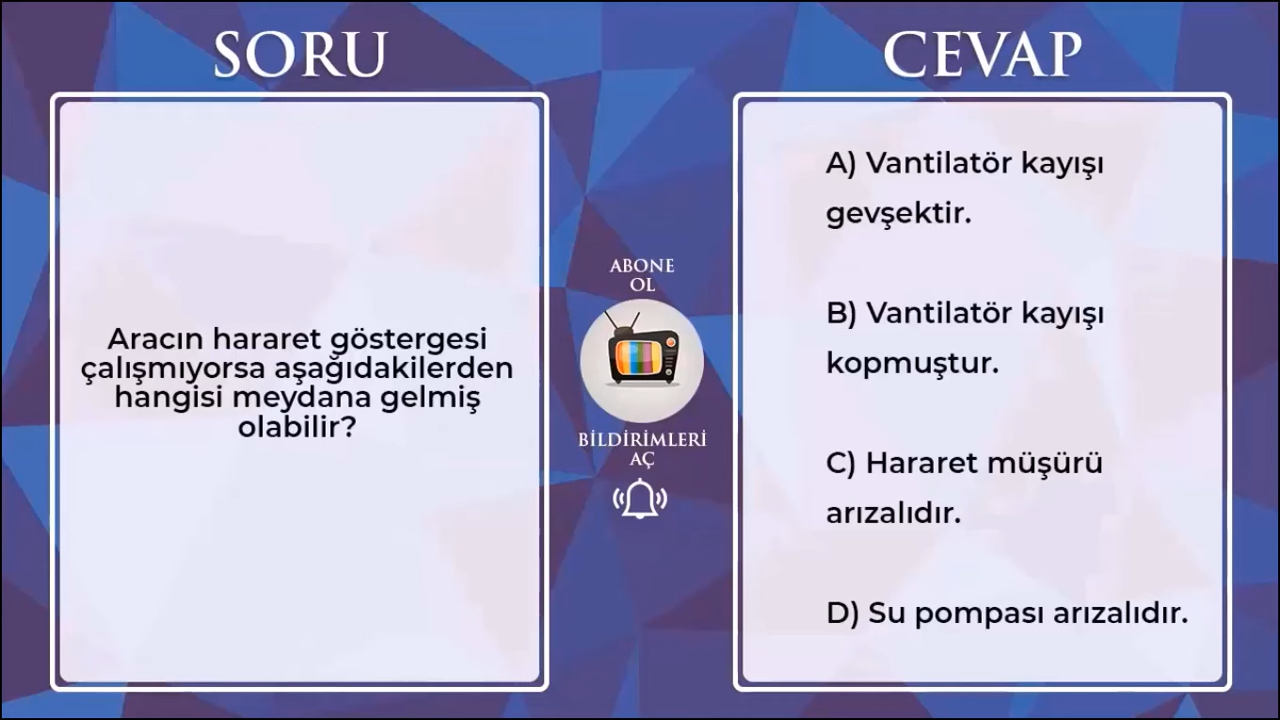 SORU
Aracın hararet göstergesi
çalışmıyorsa aşağıdakilerden
hangisi meydana gelmiş
olabilir?
ABONE
OL
BİLDİRİMLERİ
AÇ
CEVAP
A) Vantilatör kayışı
gevşektir.
B) Vantilatör kayışı
kopmuştur.
C) Hararet müşürü
arızalıdır.
D) Su pompası arızalıdır.